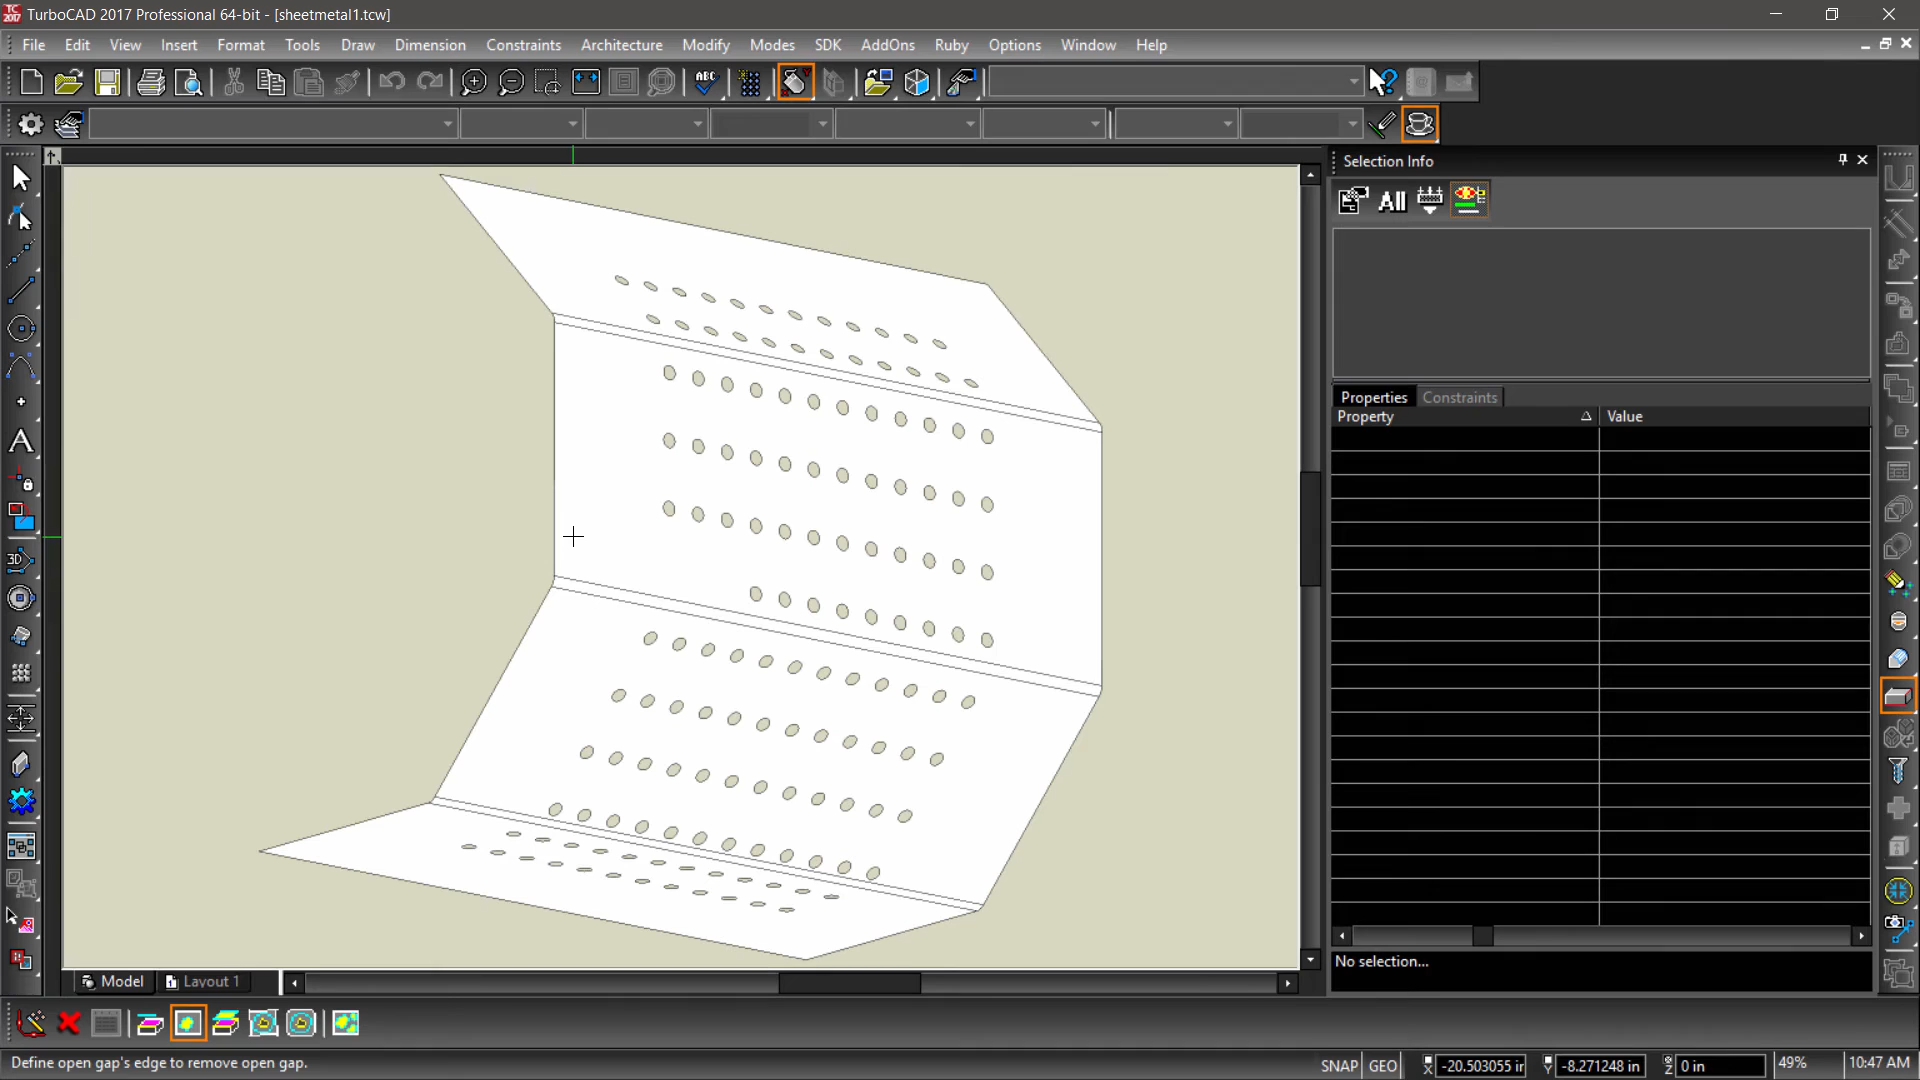 TurboCAD 2017 Professional 64-bit - [sheetmetal1.tcw]
File Edit View Insert Format Tools Draw Dimension Constraints Architecture Modify Modes SDK AddOns Ruby Options Window Help
ABC
Selection Info
All
Properties Constraints
Property Value
A
3D
No selection...
Model Layout 1
Define open gap's edge to remove open gap.
SNAP GEO X -20.503055 in Y -8.271248 in Z 0 in 49% 10:47 AM